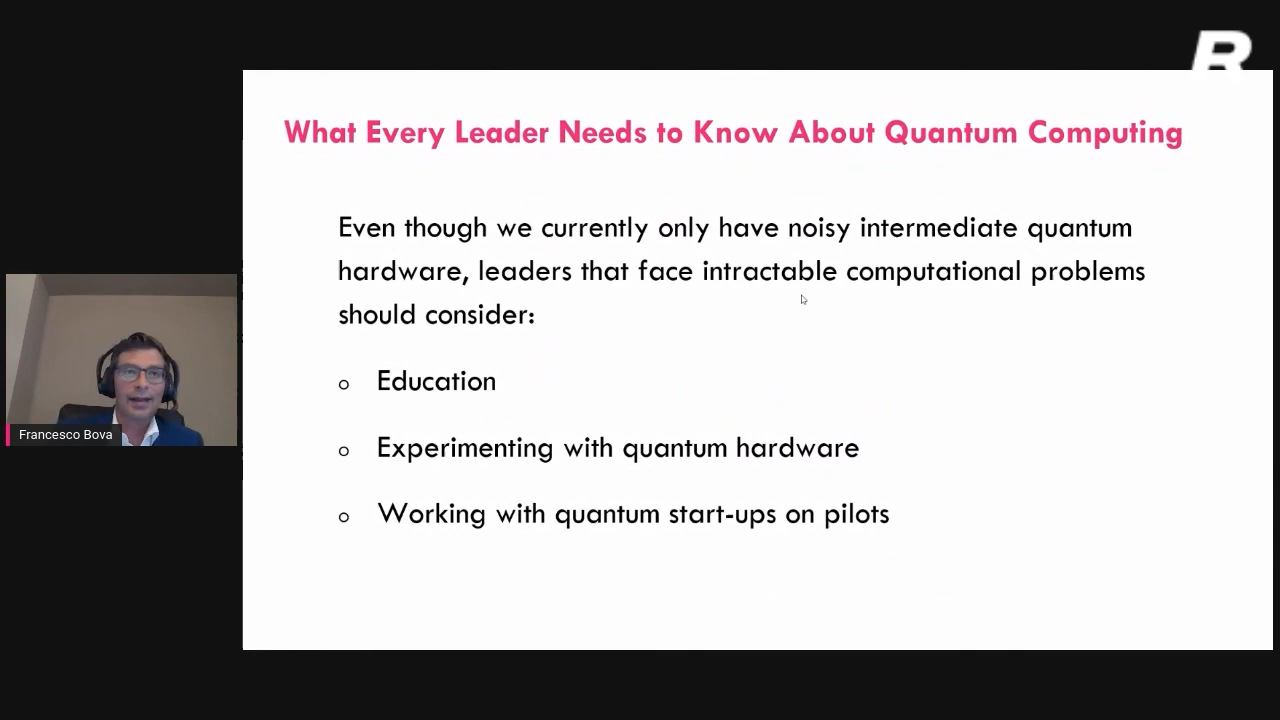 R
What Every Leader Needs to Know About Quantum Computing
Even though we currently only have noisy intermediate quantum
hardware, leaders that face intractable computational problems
should consider:
o Education
o Experimenting with quantum hardware
o Working with quantum start-ups on pilots
Francesco Bova